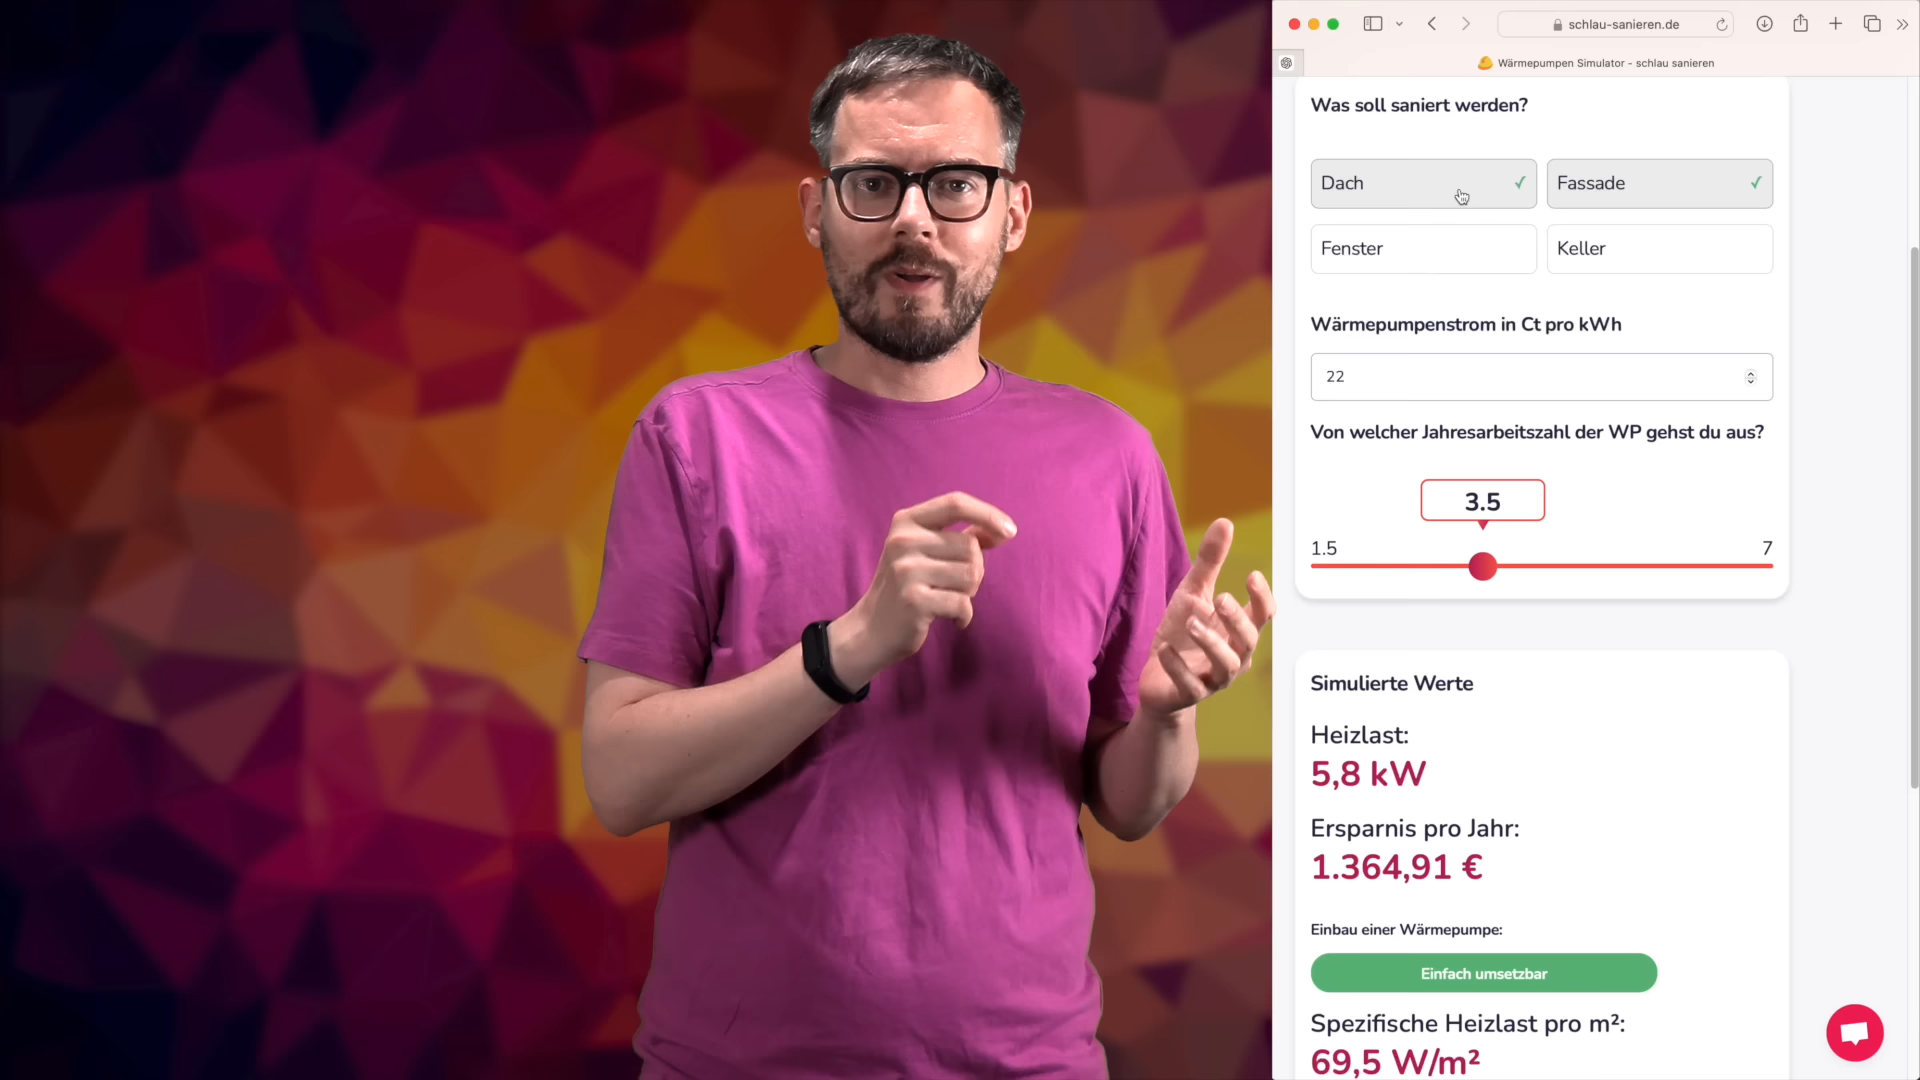 schlau-sanieren.de
Wärmepumpen Simulator - schlau sanieren
Was soll saniert werden?
Dach
Fassade
Fenster
Keller
Wärmepumpenstrom in Ct pro kWh
22
Von welcher Jahresarbeitszahl der WP gehst du aus?
3.5
1.5
7
Simulierte Werte
Heizlast:
5,8 kW
Ersparnis pro Jahr:
1.364,91 €
Einbau einer Wärmepumpe:
Einfach umsetzbar
Spezifische Heizlast pro m²:
69,5 W/m²